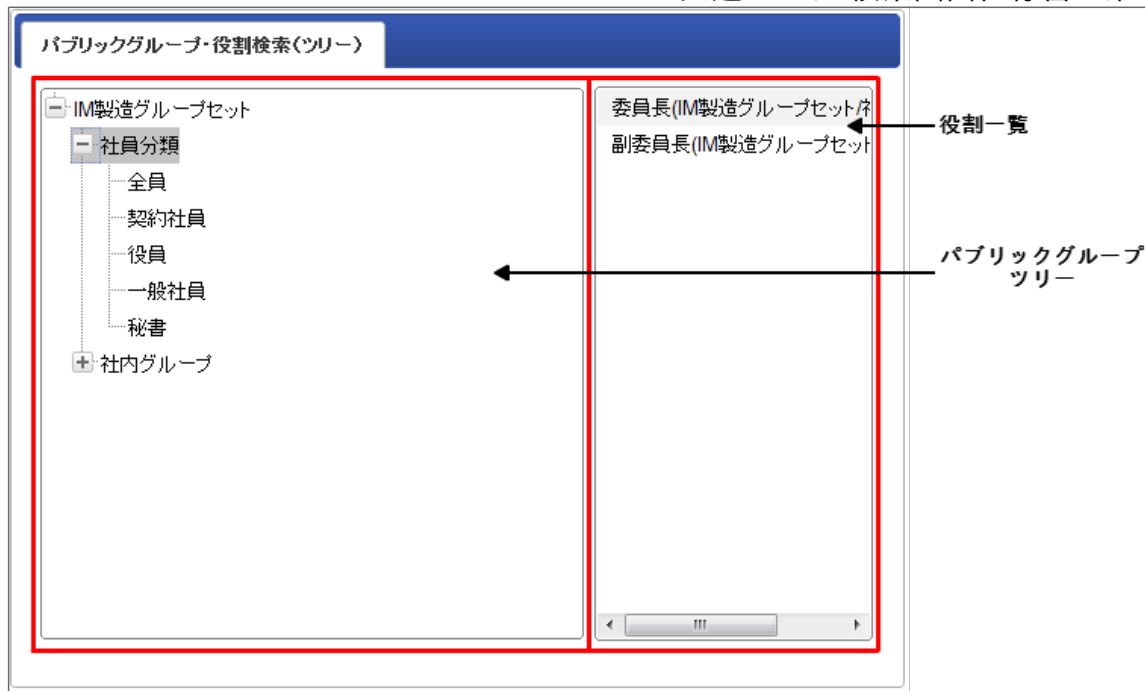 パブリックグループ・役割検索(ツリー)
IM製造グループセット
社員分類
全員
契約社員
役員
一般社員
秘書
社内グループ
委員長(IM製造グループセット/
副委員長(IM製造グループセット
役割一覧
パブリックグループ
ツリー